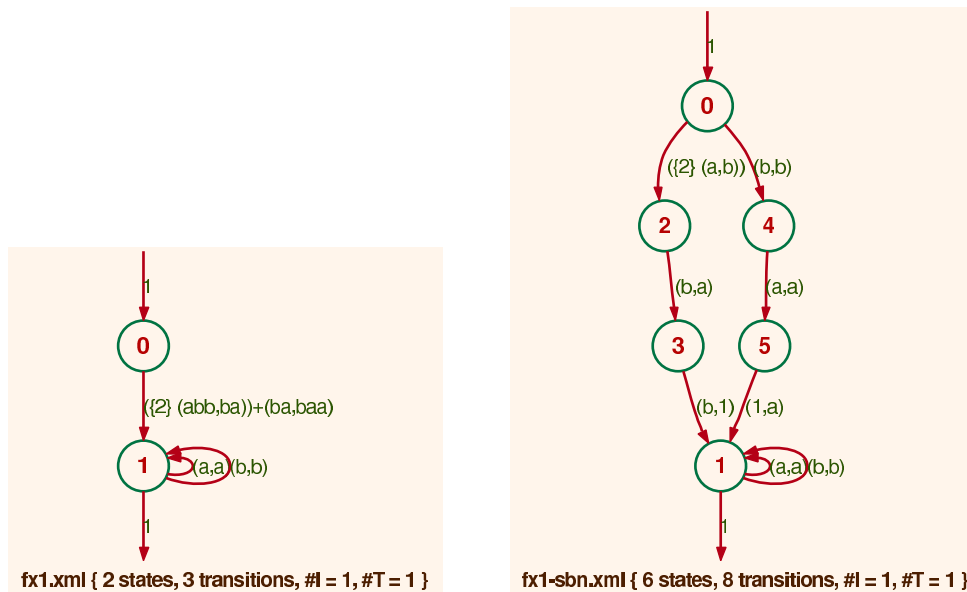 1
0
({2} (abb,ba))+(ba,baa)
1
(a,a)
(b,b)
1
fx1.xml { 2 states, 3 transitions, #I = 1, #T = 1 }
1
0
({2} (a,b))
(b,b)
2
4
(b,a)
(a,a)
3
5
(b,1)
(1,a)
1
(a,a)
(b,b)
1
fx1-sbn.xml { 6 states, 8 transitions, #I = 1, #T = 1 }